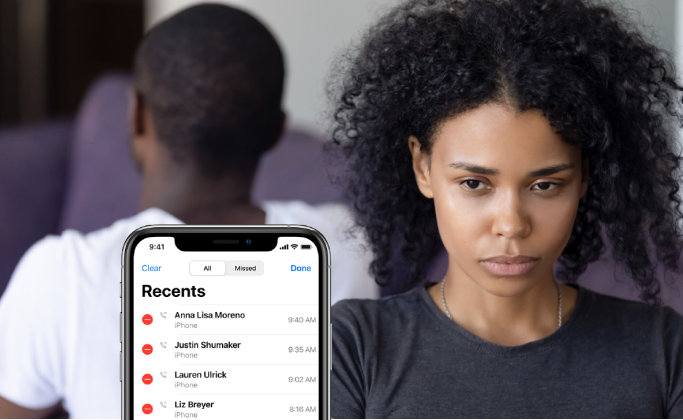 9:41
Clear All Missed Done
Recents
Anna Lisa Moreno
iPhone 9:40 AM
Justin Shumaker
iPhone 9:35 AM
Lauren Ulrick
iPhone 9:02 AM
Liz Breyer
iPhone 8:16 AM